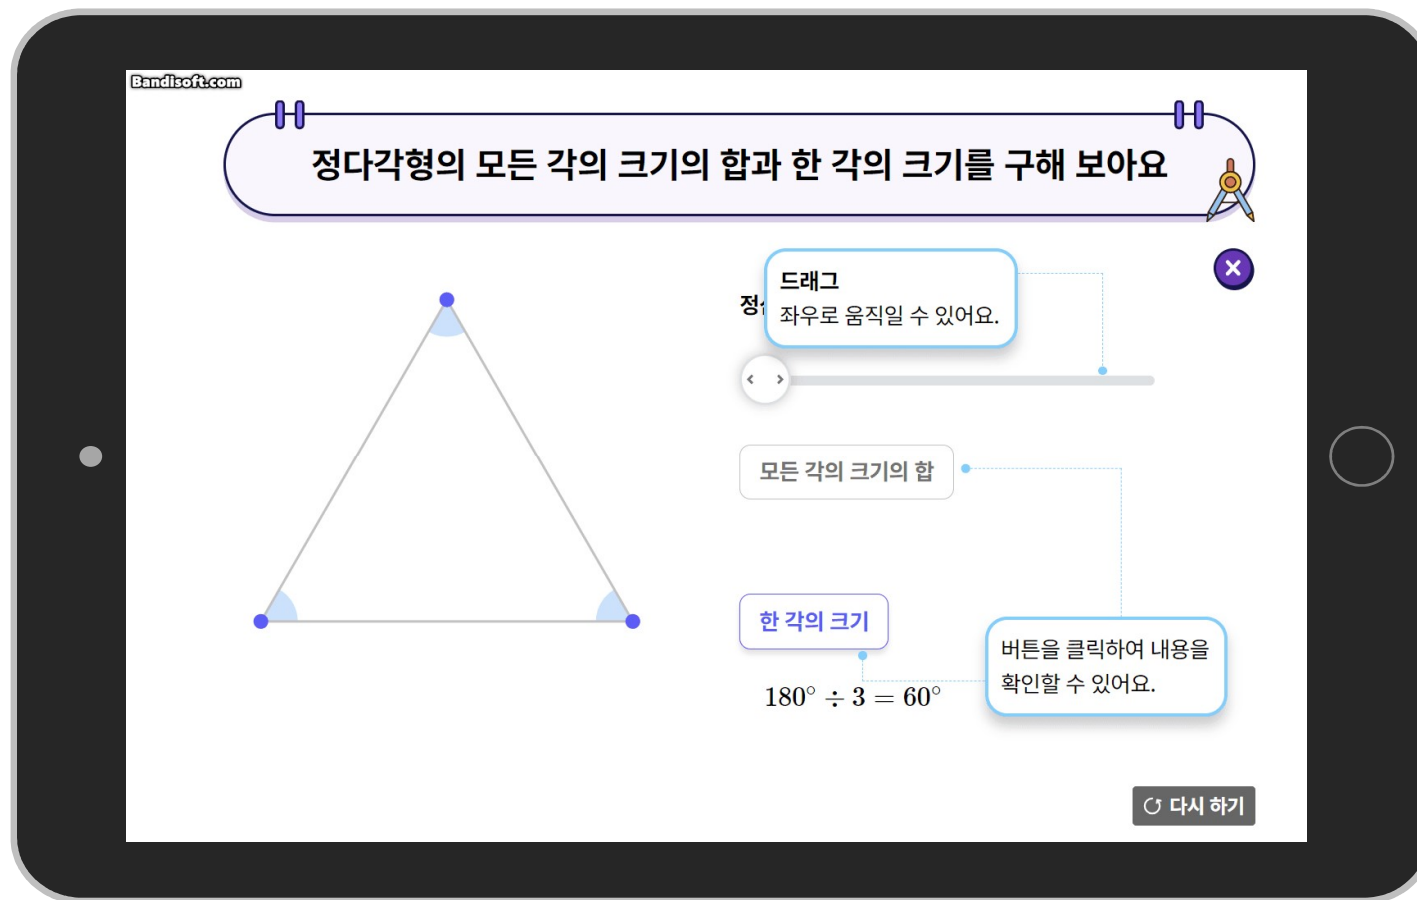 Bandisoft.com
정다각형의 모든 각의 크기의 합과 한 각의 크기를 구해 보아요
드래그
좌우로 움직일 수 있어요.
모든 각의 크기의 합
한 각의 크기
180° ÷ 3 = 60°
버튼을 클릭하여 내용을
확인할 수 있어요.
다시 하기